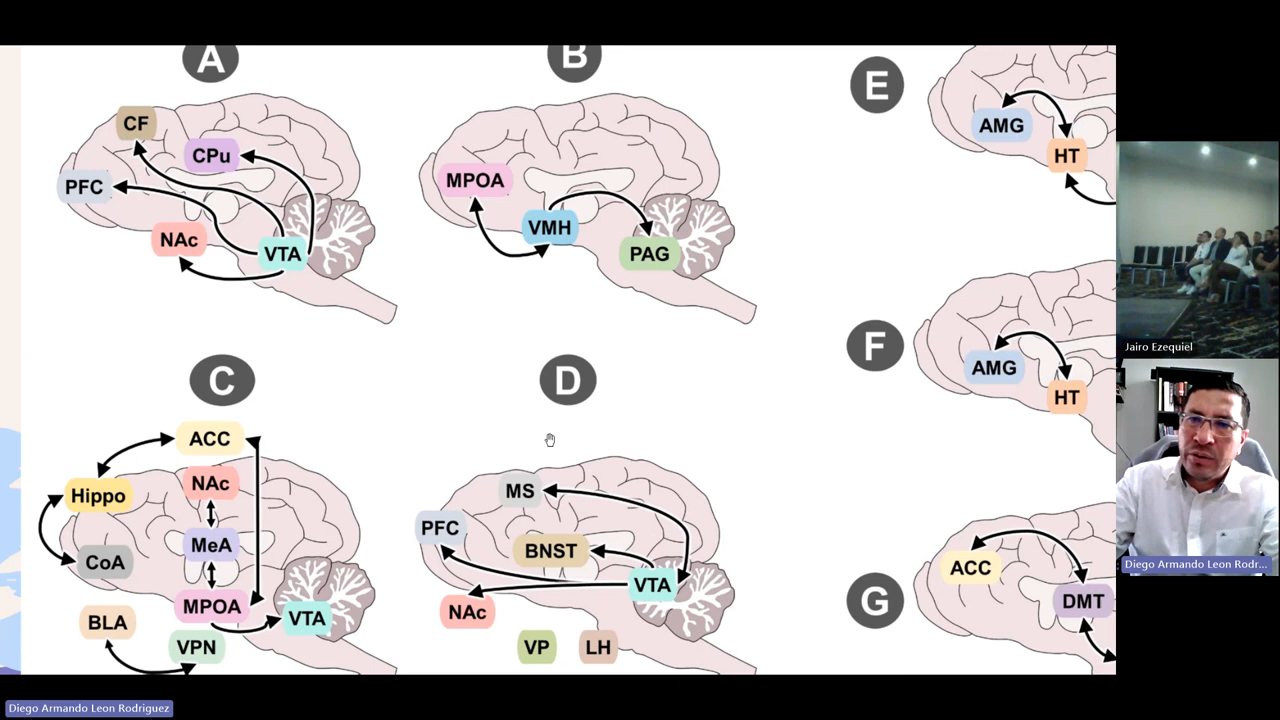 A
CF
CPu
PFC
NAc
VTA
B
MPOA
VMH
PAG
E
AMG
HT
C
ACC
Hippo
NAc
MeA
CoA
MPOA
VTA
BLA
VPN
D
MS
PFC
BNST
VTA
NAc
VP
LH
F
AMG
HT
G
ACC
DMT
Jairo Ezequiel
Diego Armando Leon Rodr...
Diego Armando Leon Rodriguez